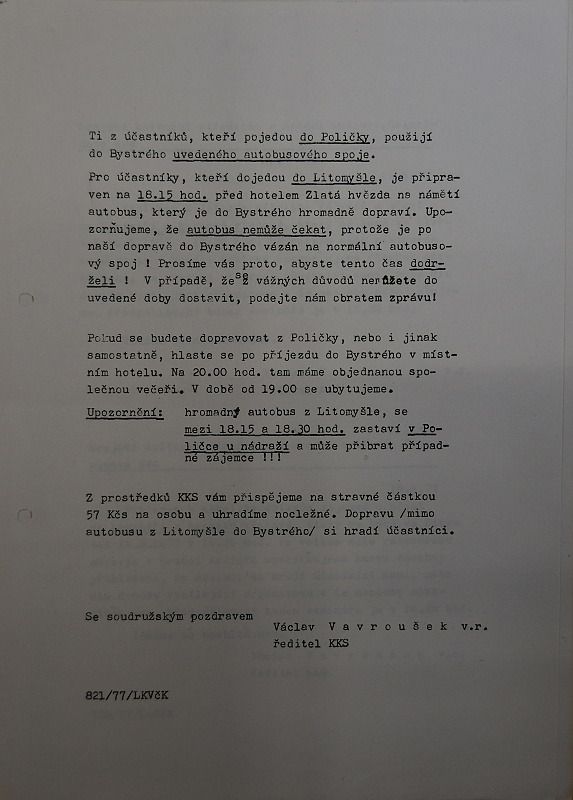 Ti z účastníků, kteří pojedou do Poličky, použijí
do Bystrého uvedeného autobusového spoje.
Pro účastníky, kteří dojedou do Litomyšle, je připra-
ven na 18.15 hod. před hotelem Zlatá hvězda na námětí
autobus, který je do Bystrého hromadně dopraví. Upo-
zorňujeme, že autobus nemůže čekat, protože je po
naší dopravě do Bystrého vázán na normální autobuso-
vý spoj ! Prosíme vás proto, abyste tento čas dodr-
želi ! V případě, že se z vážných důvodů nemůžete do
uvedené doby dostavit, podejte nám obratem zprávu!
Pokud se budete dopravovat z Poličky, nebo i jinak
samostatně, hlaste se po příjezdu do Bystrého v míst-
ním hotelu. Na 20.00 hod. tam máme objednanou spo-
lečnou večeři. V době od 19.00 se ubytujeme.
Upozornění: hromadný autobus z Litomyšle, se
mezi 18.15 a 18.30 hod. zastaví v Po-
ličce u nádraží a může přibrat případ-
né zájemce !!!
Z prostředků KKS vám přispějeme na stravné částkou
57 Kčs na osobu a uhradíme nocležné. Dopravu /mimo
autobusu z Litomyšle do Bystrého/ si hradí účastníci.
Se soudružským pozdravem
Václav V a v r o u š e k v.r.
ředitel KKS
821/77/LKVčK